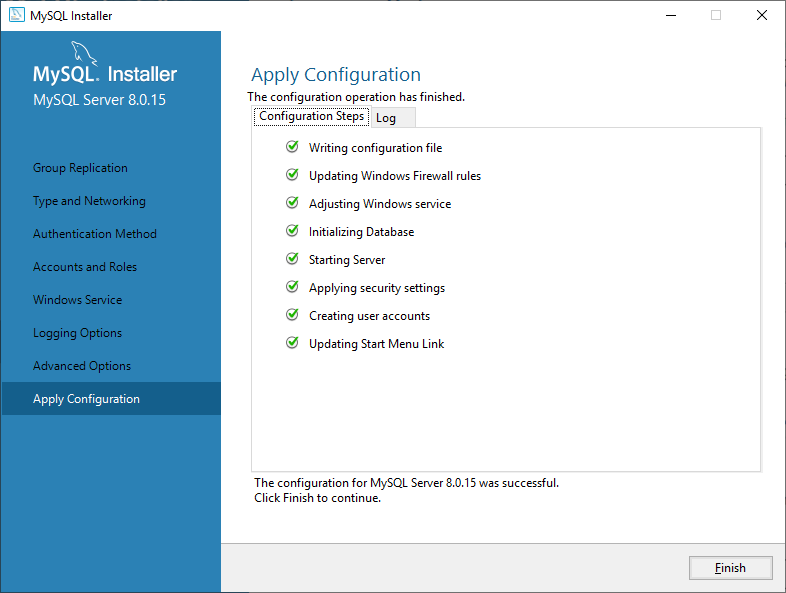 MySQL Installer
MySQL. Installer
MySQL Server 8.0.15
Group Replication
Type and Networking
Authentication Method
Accounts and Roles
Windows Service
Logging Options
Advanced Options
Apply Configuration
Apply Configuration
The configuration operation has finished.
Configuration Steps Log
Writing configuration file
Updating Windows Firewall rules
Adjusting Windows service
Initializing Database
Starting Server
Applying security settings
Creating user accounts
Updating Start Menu Link
The configuration for MySQL Server 8.0.15 was successful.
Click Finish to continue.
Finish